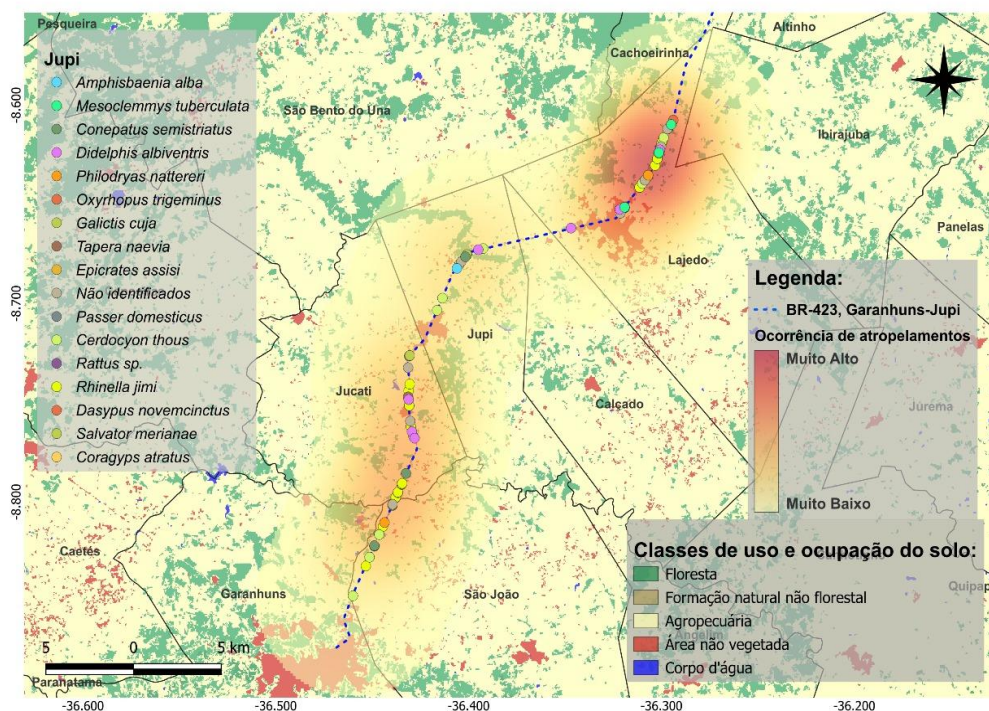 Pesqueira
Altinho
Cachoeirinha
Jupi
Amphisbaenia alba
Mesoclemmys tuberculata
Conepatus semistriatus
Didelphis albiventris
Philodryas nattereri
Oxyrhopus trigeminus
Galictis cuja
Tapera naevia
Epicrates assisi
Não identificados
Passer domesticus
Cerdocyon thous
Rattus sp.
Rhinella jimi
Dasypus novemcinctus
Salvator merianae
Coragyps atratus
-8.600
-8.700
-8.800
São Bento do Una
Ibirajuba
Panelas
Lajedo
Jupi
Jucati
Calçado
Jurema
Legenda:
BR-423, Garanhuns-Jupi
Ocorrência de atropelamentos
Muito Alto
Muito Baixo
Caetés
Garanhuns
São João
Paranatama
Angelim
Quipap
Classes de uso e ocupação do solo:
Floresta
Formação natural não florestal
Agropecuária
Área não vegetada
Corpo d'água
5 0 5 km
-36.600 -36.500 -36.400 -36.300 -36.200